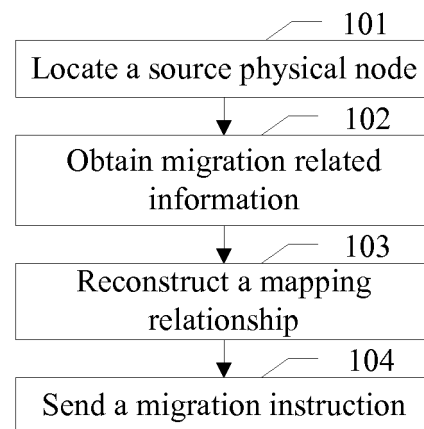 101
Locate a source physical node
102
Obtain migration related
information
103
Reconstruct a mapping
relationship
104
Send a migration instruction